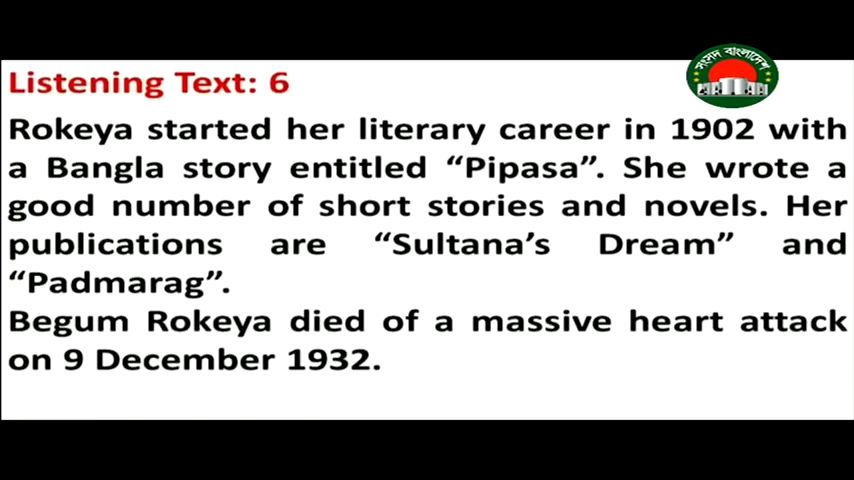 সংসদ বাংলাদেশ
Listening Text: 6
Rokeya started her literary career in 1902 with
a Bangla story entitled “Pipasa”. She wrote a
good number of short stories and novels. Her
publications are “Sultana’s Dream” and
“Padmarag”.
Begum Rokeya died of a massive heart attack
on 9 December 1932.